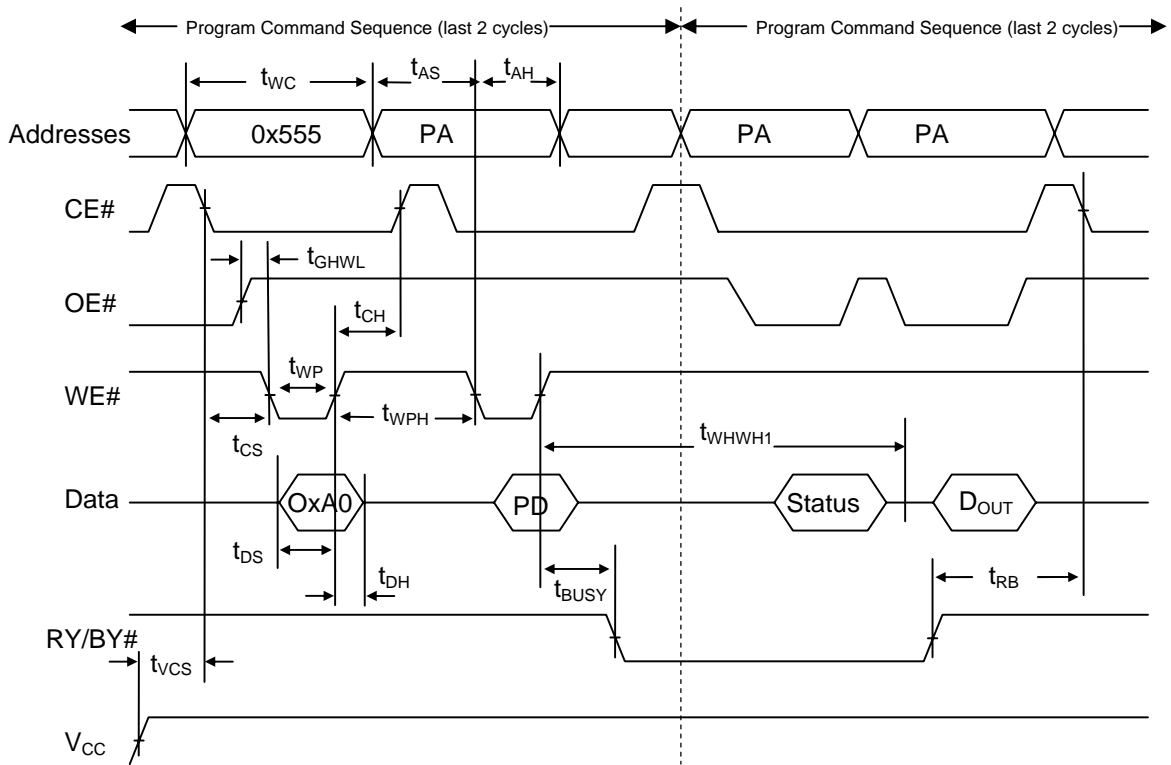 Program Command Sequence (last 2 cycles) Program Command Sequence (last 2 cycles)
tWC tAS tAH
Addresses 0x555 PA PA PA
CE#
tGHWL
OE#
tCH
tWP
WE#
tWPH
tCS tWHWH1
Data OxA0 PD Status DOUT
tDS tDH tBUSY tRB
RY/BY#
tVCS
VCC